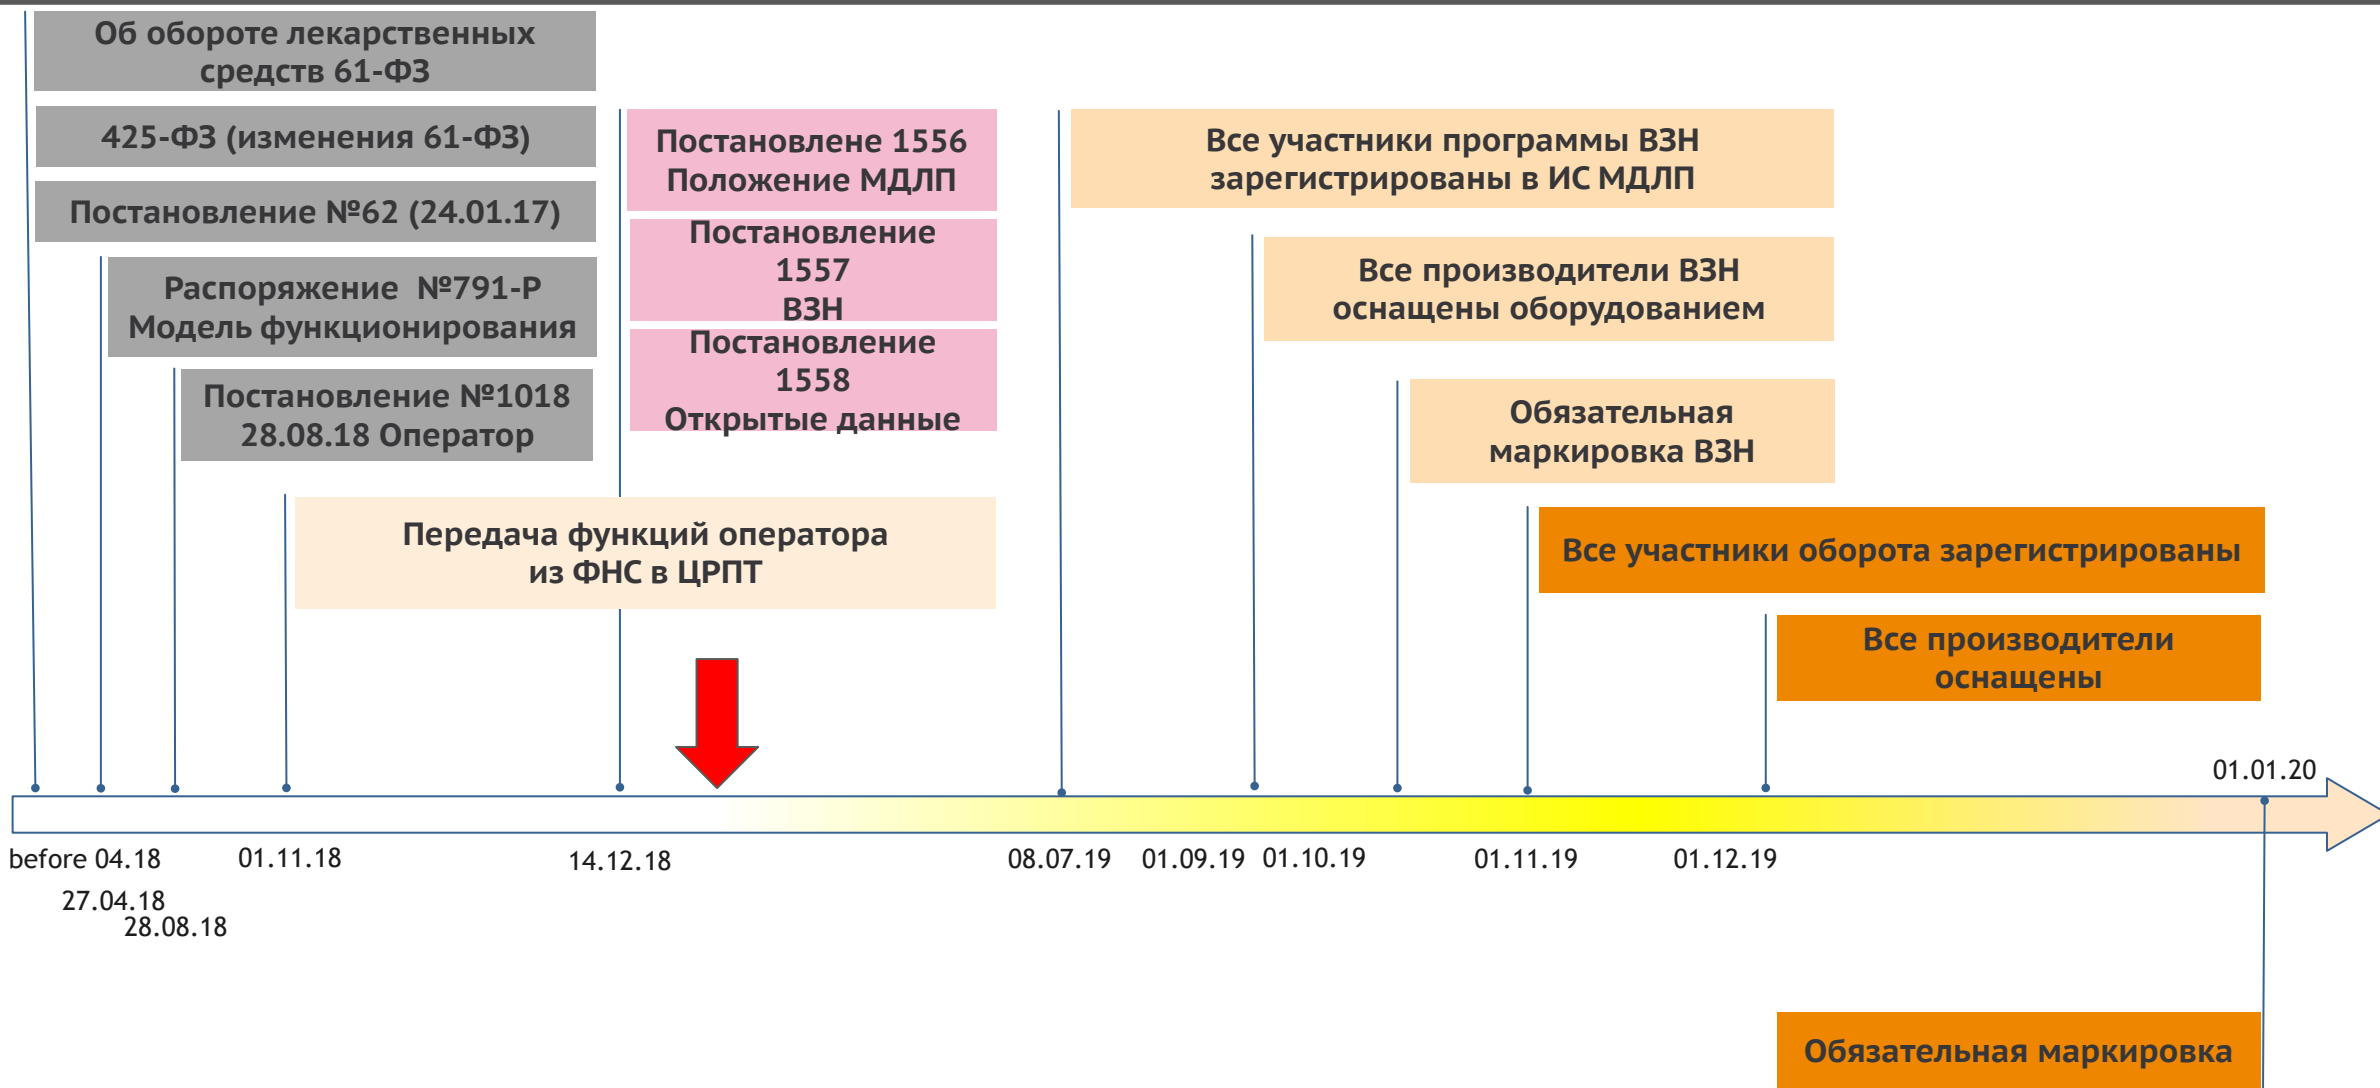 Об обороте лекарственных
средств 61-ФЗ
425-ФЗ (изменения 61-ФЗ)
Постановление №62 (24.01.17)
Распоряжение №791-Р
Модель функционирования
Постановление №1018
28.08.18 Оператор
Постановлене 1556
Положение МДЛП
Постановление
1557
ВЗН
Постановление
1558
Открытые данные
Передача функций оператора
из ФНС в ЦРПТ
Все участники программы ВЗН
зарегистрированы в ИС МДЛП
Все производители ВЗН
оснащены оборудованием
Обязательная
маркировка ВЗН
Все участники оборота зарегистрированы
Все производители
оснащены
01.01.20
before 04.18
27.04.18
28.08.18
01.11.18
14.12.18
08.07.19
01.09.19
01.10.19
01.11.19
01.12.19
Обязательная маркировка